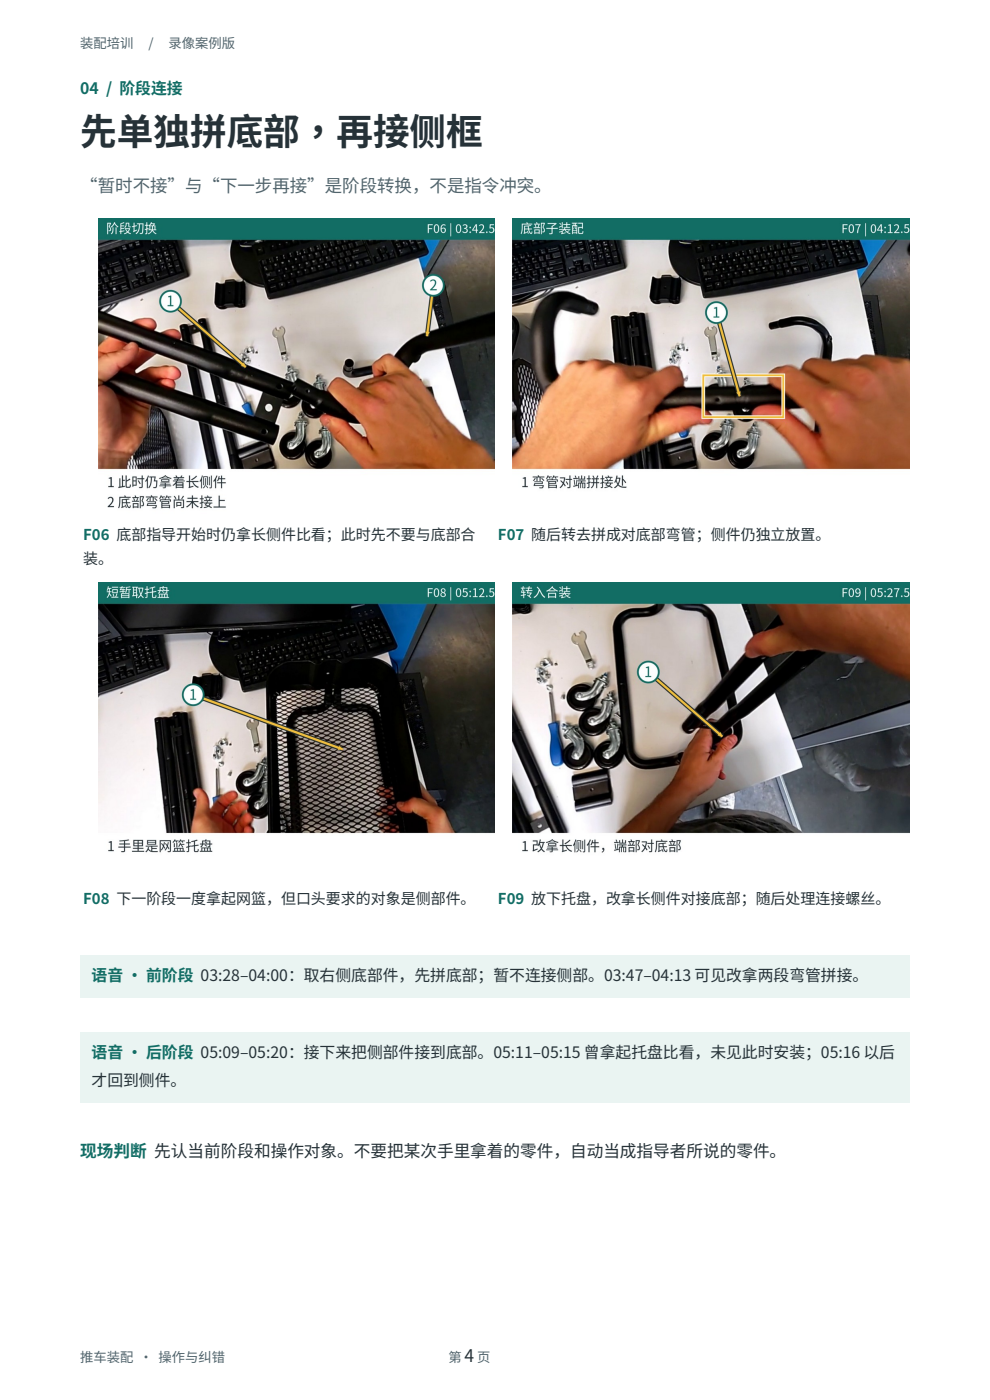 装配培训 / 录像案例版
04 / 阶段连接
先单独拼底部，再接侧框
“暂时不接”与“下一步再接”是阶段转换，不是指令冲突。
阶段切换 F06 | 03:42.5
1
2
1 此时仍拿着长侧件
2 底部弯管尚未接上
F06 底部指导开始时仍拿长侧件比看；此时先不要与底部合
装。
底部子装配 F07 | 04:12.5
1
1 弯管对端拼接处
F07 随后转去拼成对底部弯管；侧件仍独立放置。
短暂取托盘 F08 | 05:12.5
1
1 手里是网篮托盘
F08 下一阶段一度拿起网篮，但口头要求的对象是侧部件。
转入合装 F09 | 05:27.5
1
1 改拿长侧件，端部对底部
F09 放下托盘，改拿长侧件对接底部；随后处理连接螺丝。
语音 · 前阶段 03:28–04:00：取右侧底部件，先拼底部；暂不连接侧部。03:47–04:13 可见改拿两段弯管拼接。
语音 · 后阶段 05:09–05:20：接下来把侧部件接到底部。05:11–05:15 曾拿起托盘比看，未见此时安装；05:16 以后
才回到侧件。
现场判断 先认当前阶段和操作对象。不要把某次手里拿着的零件，自动当成指导者所说的零件。
推车装配 · 操作与纠错
第 4 页